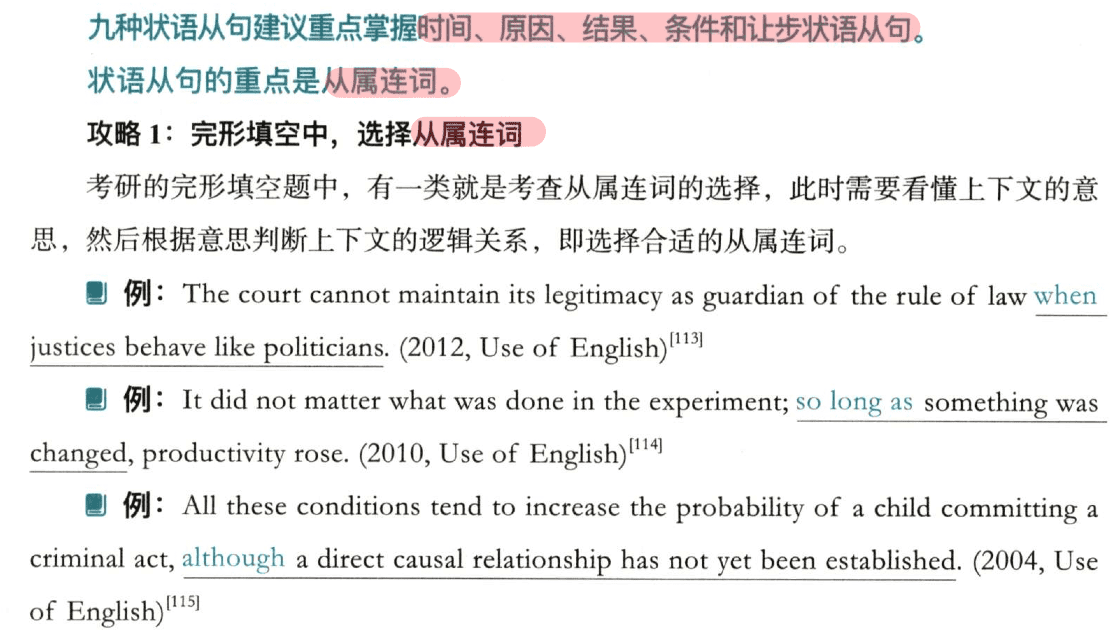 九种状语从句建议重点掌握时间、原因、结果、条件和让步状语从句。
状语从句的重点是从属连词。
攻略 1：完形填空中，选择从属连词
考研的完形填空题中，有一类就是考查从属连词的选择，此时需要看懂上下文的意
思，然后根据意思判断上下文的逻辑关系，即选择合适的从属连词。
例：The court cannot maintain its legitimacy as guardian of the rule of law when
justices behave like politicians. (2012, Use of English)[113]
例：It did not matter what was done in the experiment; so long as something was
changed, productivity rose. (2010, Use of English)[114]
例：All these conditions tend to increase the probability of a child committing a
criminal act, although a direct causal relationship has not yet been established. (2004, Use
of English)[115]